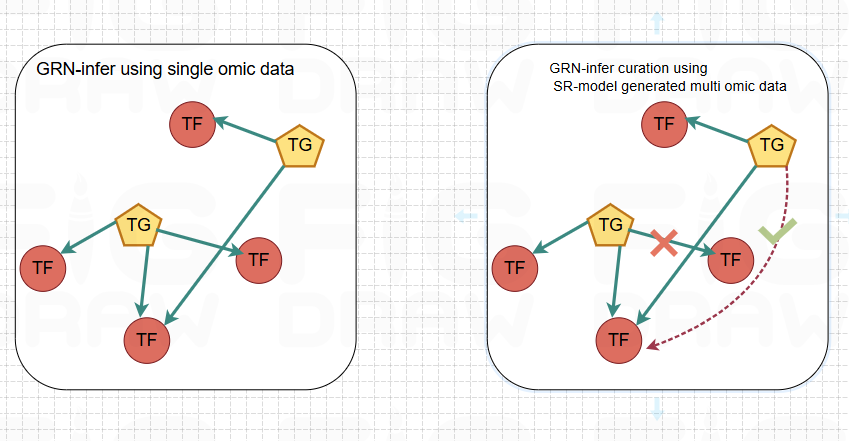 GRN-infer using single omic data
TF
TG
TG
TF
TF
TF
GRN-infer curation using
SR-model generated multi omic data
TF
TG
TG
TF
TF
TF